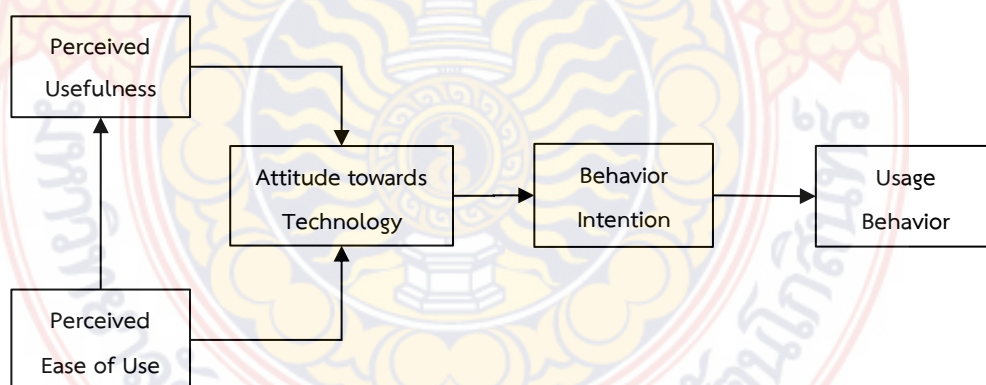 Perceived
Usefulness
Attitude towards
Technology
Behavior
Intention
Usage
Behavior
Perceived
Ease of Use